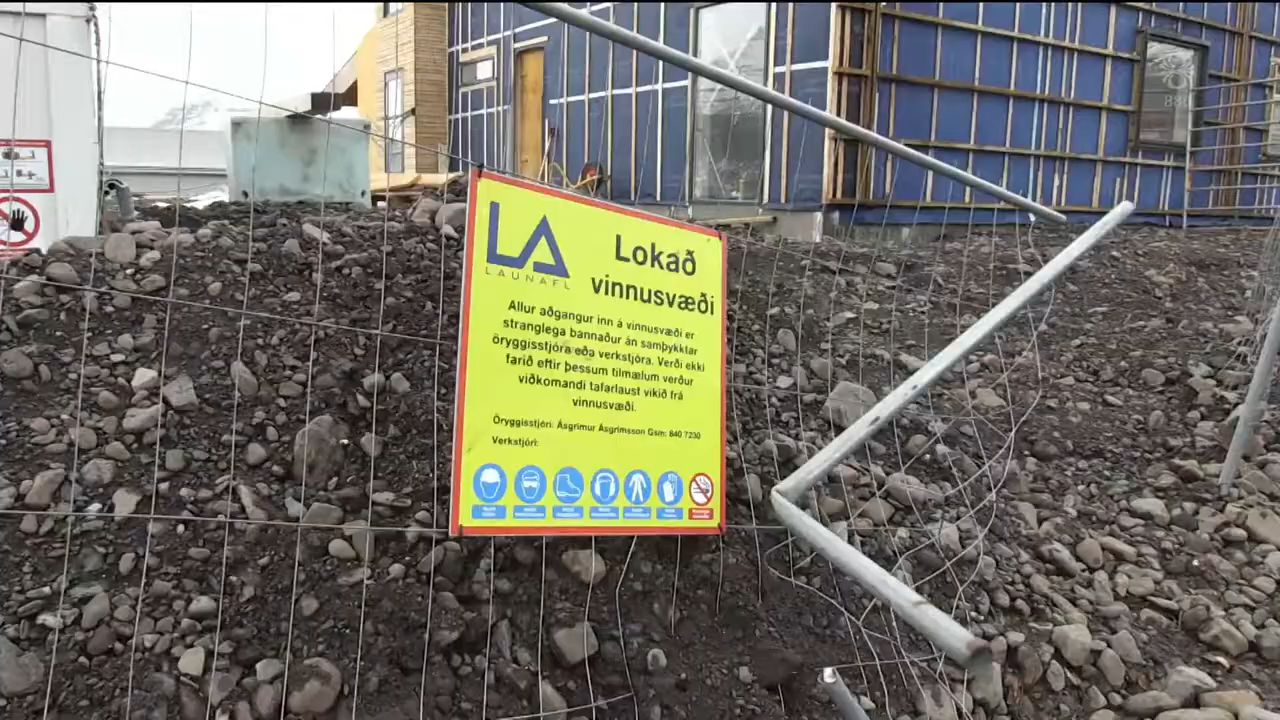 LA
LAUNAFL
Lokað
vinnusvæði
Allur aðgangur inn á vinnusvæði er
stranglega bannaður án samþykktar
öryggisstjóra eða verkstjóra. Verði ekki
farið eftir þessum tilmælum verður
viðkomandi tafarlaust vikið frá
vinnusvæði.
Öryggisstjóri: Ásgrímur Ásgrímsson Gsm: 840 7230
Verkstjóri: